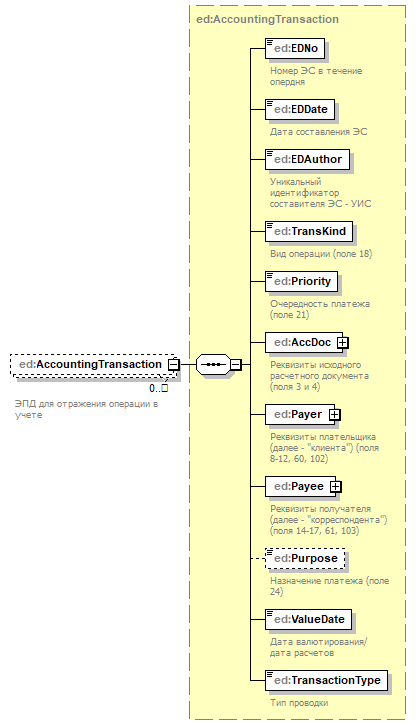 ed:AccountingTransaction
ed:EDNo
Номер ЭС в течение
опердня
ed:EDDate
Дата составления ЭС
ed:EDAuthor
Уникальный
идентификатор
составителя ЭС - УИС
ed:TransKind
Вид операции (поле 18)
ed:Priority
Очередность платежа
(поле 21)
ed:AccountingTransaction
0..□
ЭПД для отражения операции в
учете
ed:AccDoc
Реквизиты исходного
расчетного документа
(поля 3 и 4)
ed:Payer
Реквизиты плательщика
(далее - "клиента") (поля
8-12, 60, 102)
ed:Payee
Реквизиты получателя
(далее - "корреспондента")
(поля 14-17, 61, 103)
ed:Purpose
Назначение платежа (поле
24)
ed:ValueDate
Дата валютирования/
дата расчетов
ed:TransactionType
Тип проводки